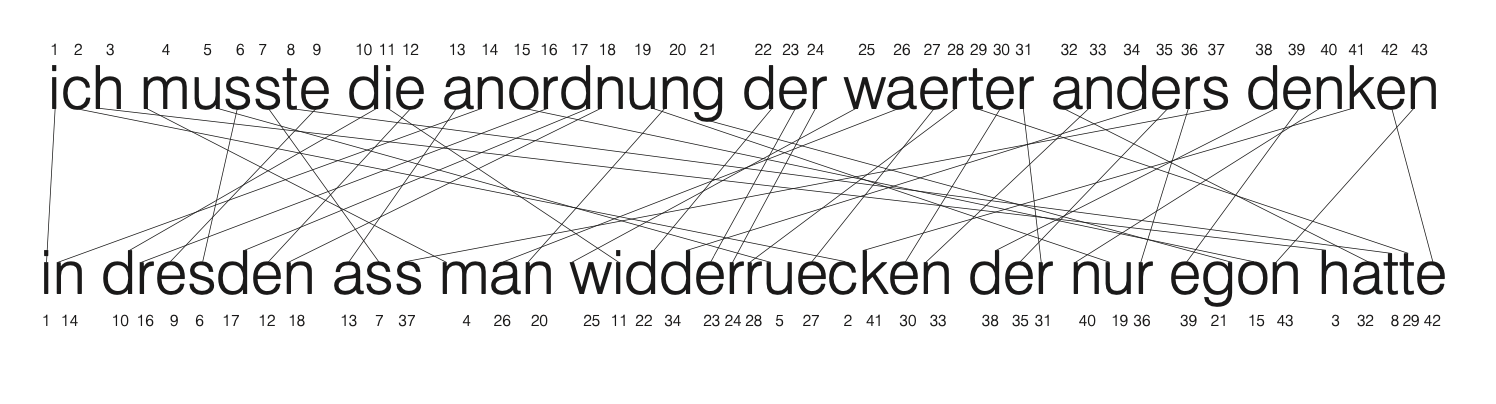 1 2 3 4 5 6 7 8 9 10 11 12 13 14 15 16 17 18 19 20 21 22 23 24 25 26 27 28 29 30 31 32 33 34 35 36 37 38 39 40 41 42 43
ich musste die anordnung der waerter anders denken
in dresden ass man widderruecken der nur egon hatte
1 14 10 16 9 6 17 12 18 13 7 37 4 26 20 25 11 22 34 23 24 28 5 27 2 41 30 33 38 35 31 40 19 36 39 21 15 43 3 32 8 29 42